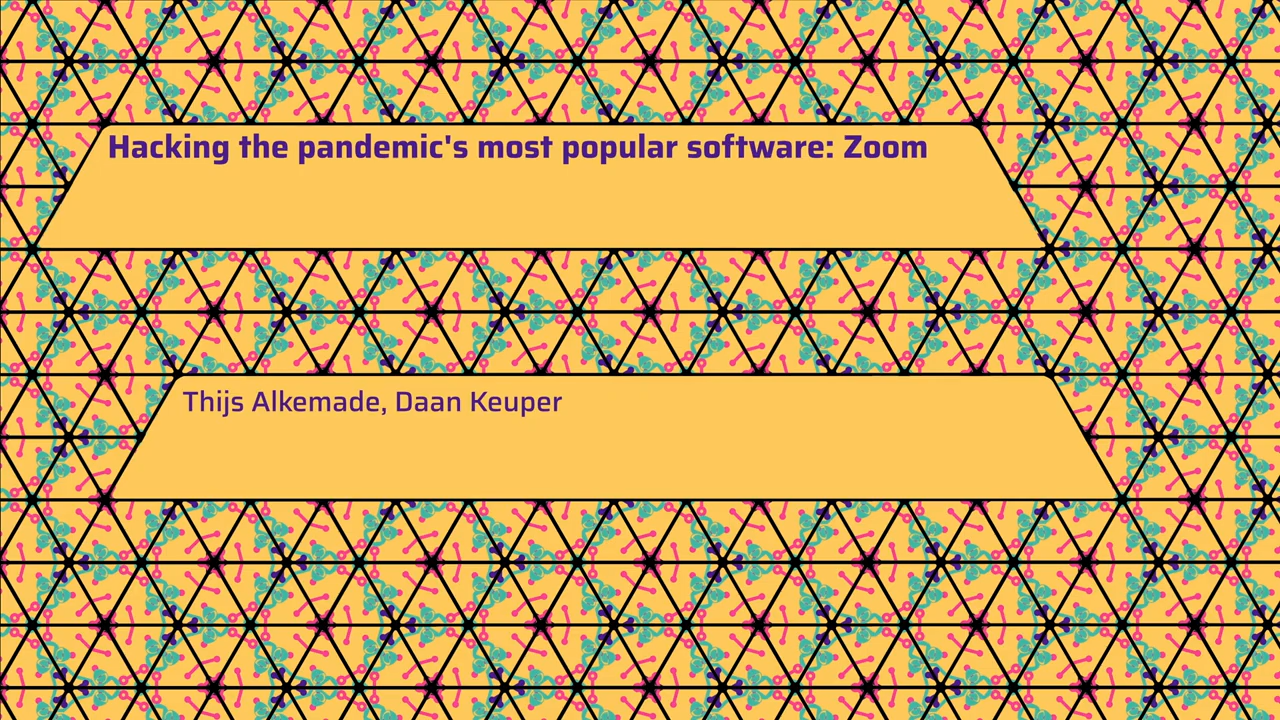 Hacking the pandemic's most popular software: Zoom
Thijs Alkemade, Daan Keuper